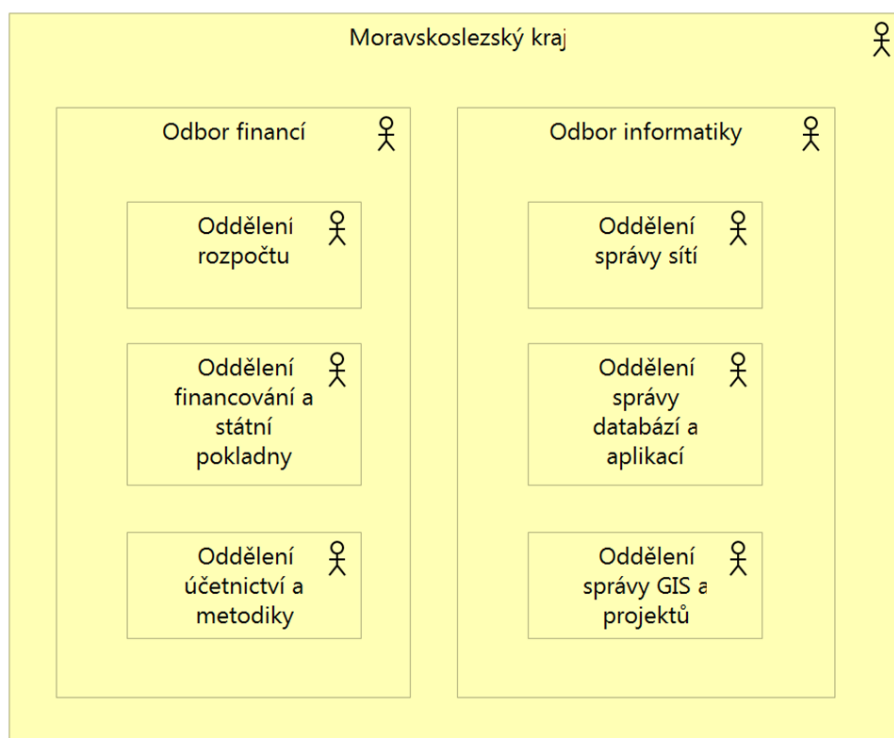 Moravskoslezský kraj
Odbor financí
Oddělení
rozpočtu
Oddělení
financování a
státní
pokladny
Oddělení
účetnictví a
metodiky
Odbor informatiky
Oddělení
správy sítí
Oddělení
správy
databází a
aplikací
Oddělení
správy GIS a
projektů